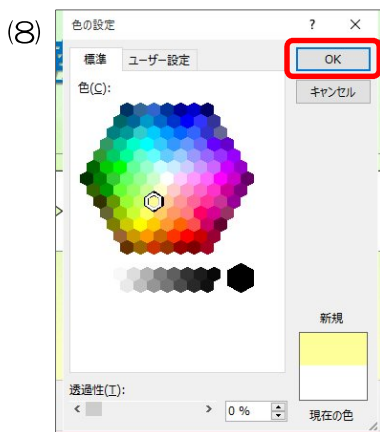 (8)
色の設定 ? ×
標準 ユーザー設定
OK
キャンセル
色(C):
新規
透過性(T):
0 %
現在の色